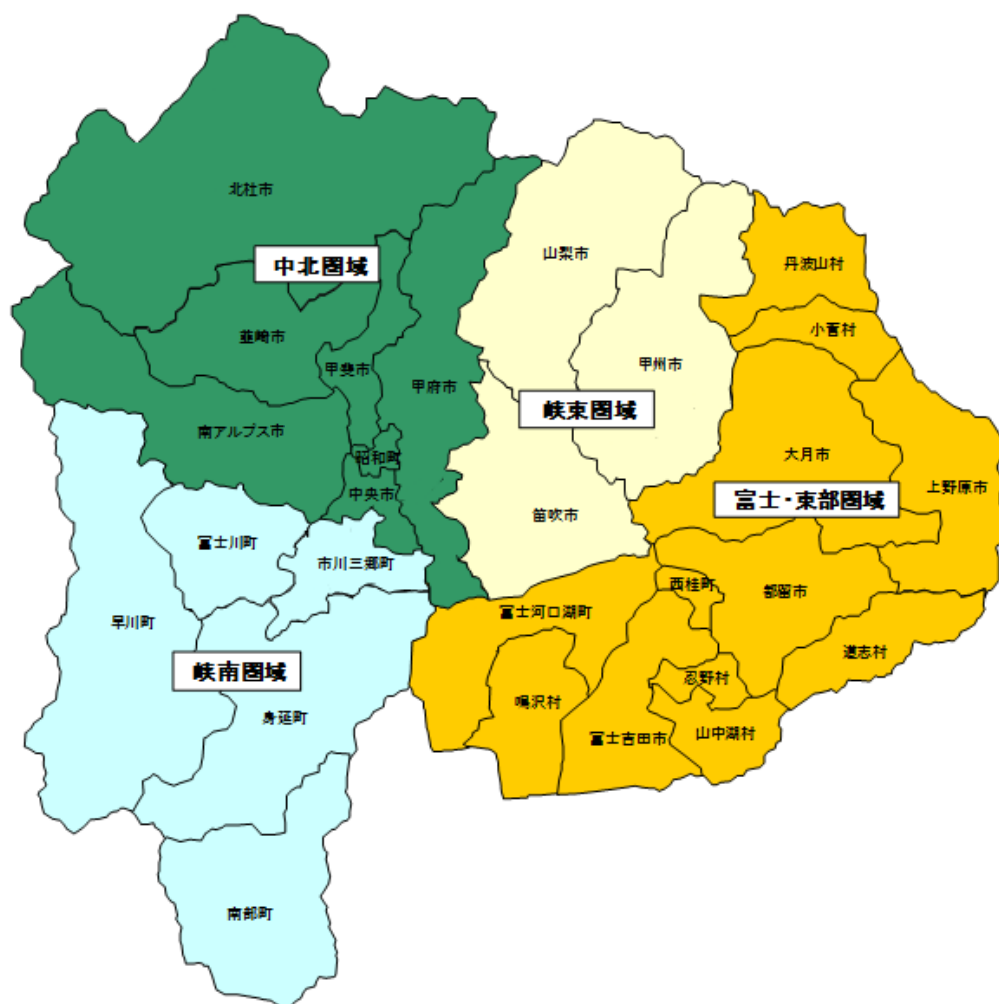 北杜市
山梨市
中北圏域
丹波山村
小菅村
韮崎市
甲斐市
甲府市
甲州市
峡東圏域
南アルプス市
昭和町
大月市
上野原市
中央市
富士・東部圏域
笛吹市
富士川町
市川三郷町
西桂町
都留市
富士河口湖町
早川町
道志村
峡南圏域
忍野村
鳴沢村
身延町
富士吉田市
山中湖村
南部町